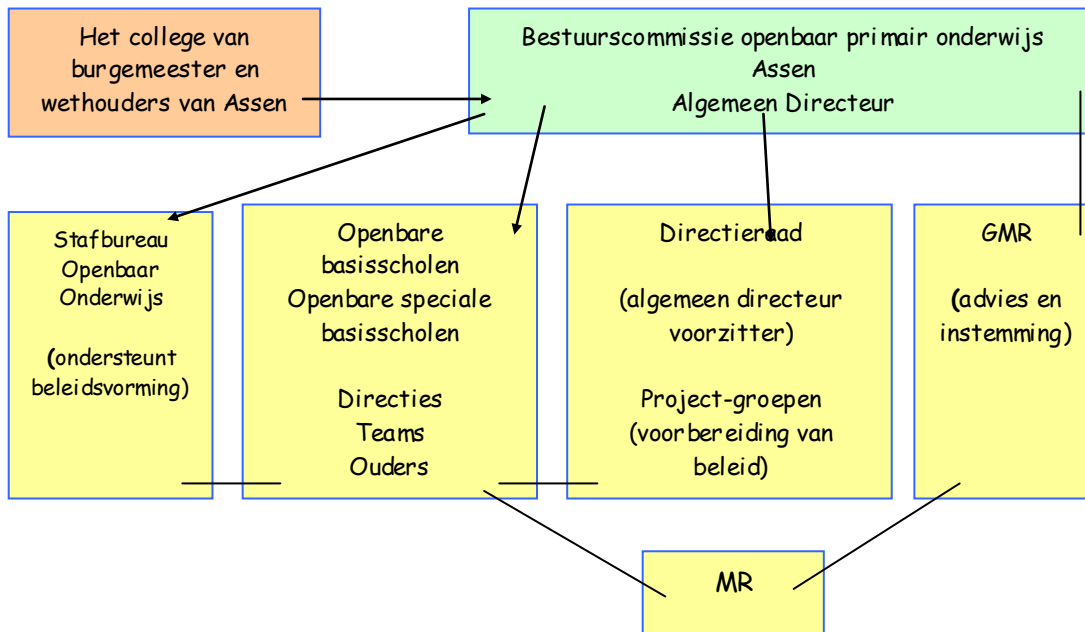 Het college van
burgemeester en
wethouders van Assen
Bestuurscommissie openbaar primair onderwijs
Assen
Algemeen Directeur
Stafbureau
Openbaar
Onderwijs
(ondersteunt
beleidsvorming)
Openbare
basisscholen
Openbare speciale
basisscholen
Directies
Teams
Ouders
Directieraad
(algemeen directeur
voorzitter)
Project-groepen
(voorbereiding van
beleid)
GMR
(advies en
instemming)
MR